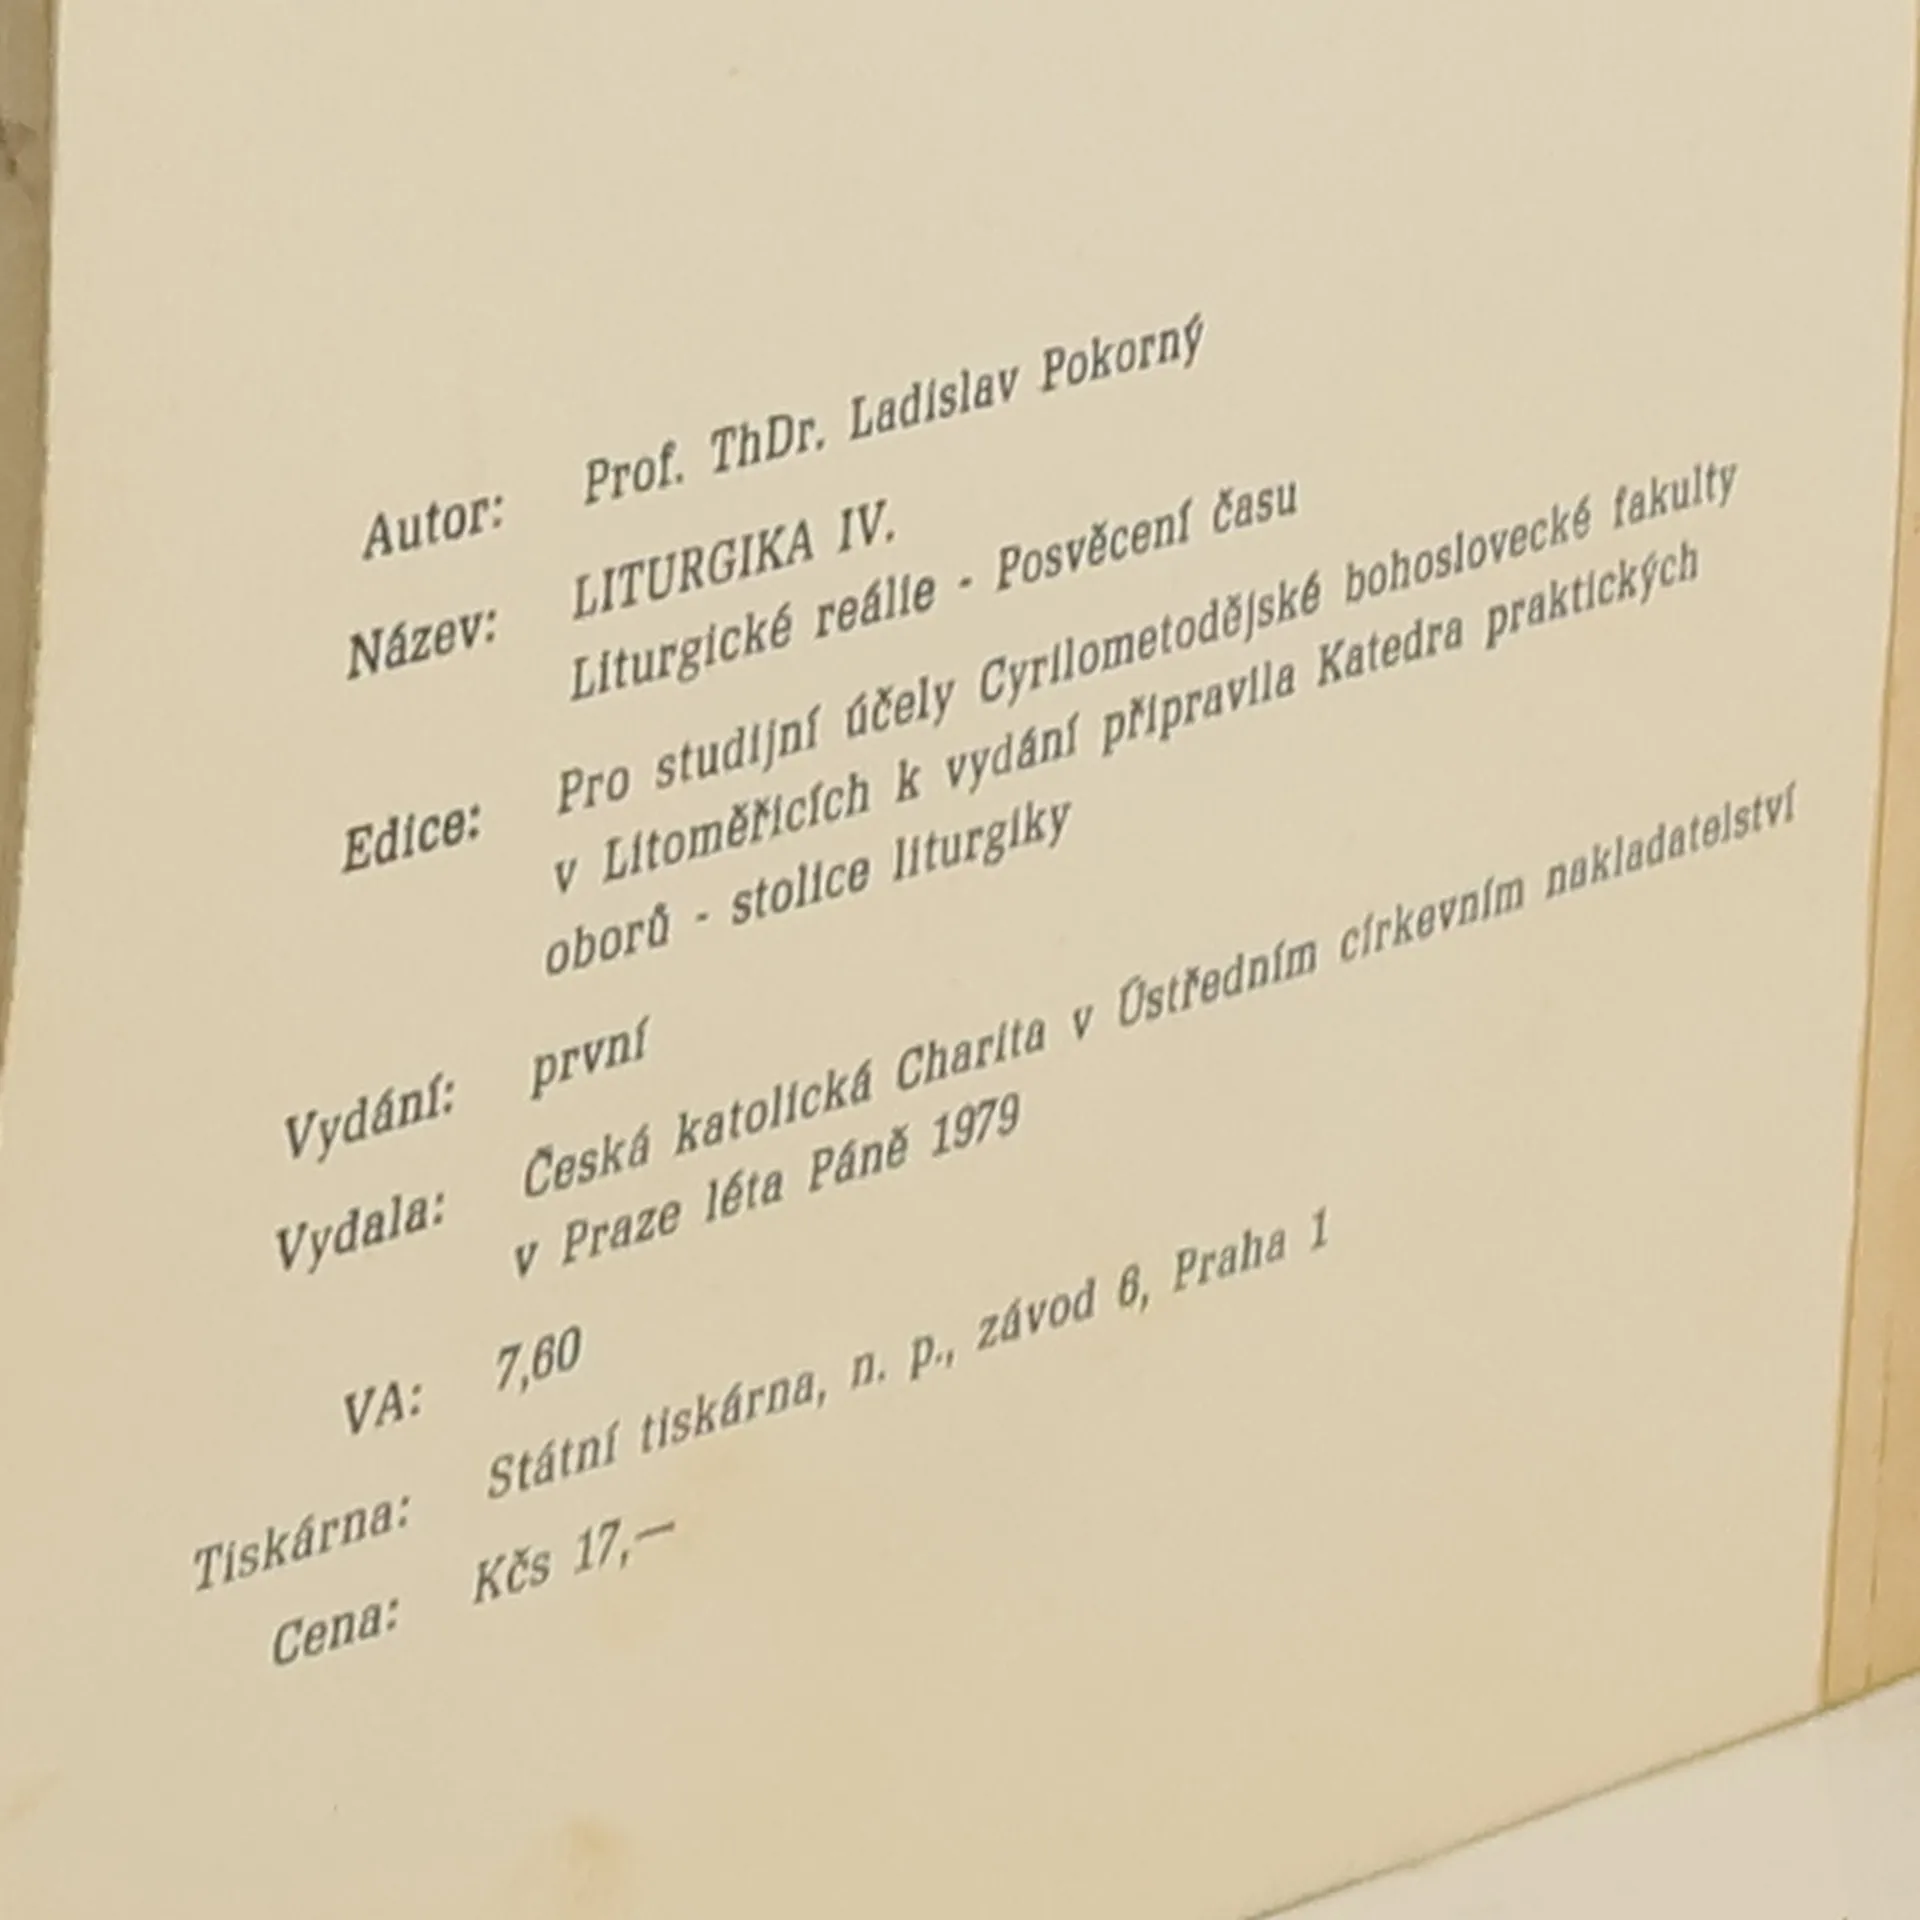 Autor: Prof. ThDr. Ladislav Pokorný
Název: LITURGIKA IV.
Liturgické reálie - Posvěcení času
Edice: Pro studijní účely Cyrilometodějské bohoslovecké fakulty
v Litoměřicích k vydání připravila Katedra praktických
oborů - stolice liturgiky
Vydání: první
Vydala: Česká katolická Charita v Ústředním církevním nakladatelství
v Praze léta Páně 1979
VA: 7,60
Tiskárna: Státní tiskárna, n. p., závod 6, Praha 1
Cena: Kčs 17,—